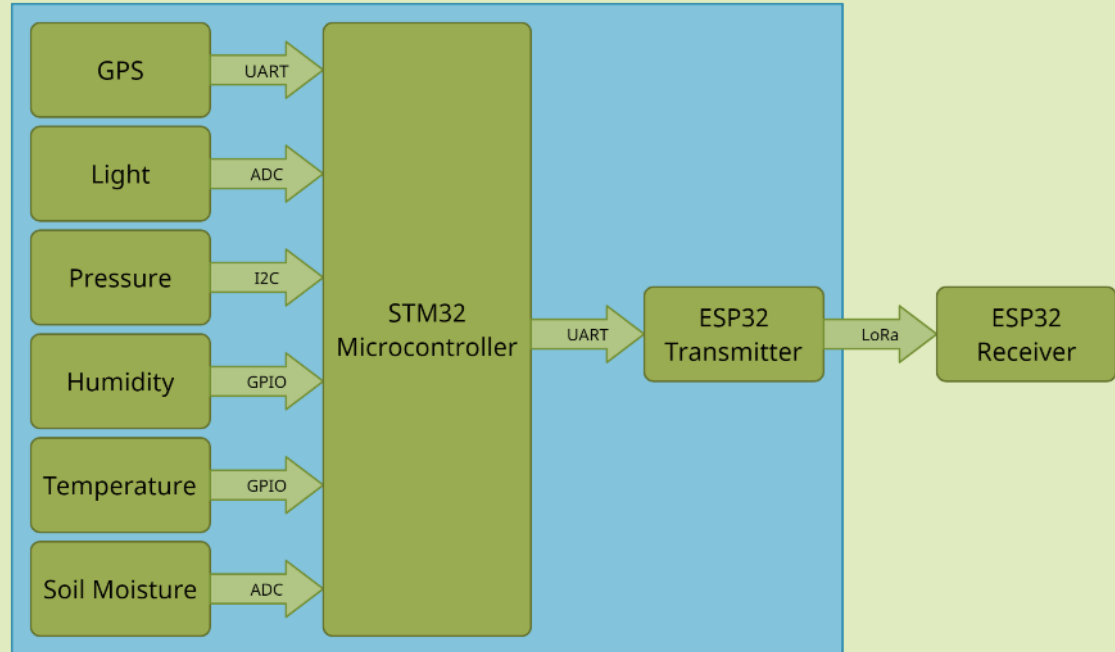 GPS
UART
Light
ADC
Pressure
I2C
STM32
Microcontroller
UART
ESP32
Transmitter
LoRa
ESP32
Receiver
Humidity
GPIO
Temperature
GPIO
Soil Moisture
ADC